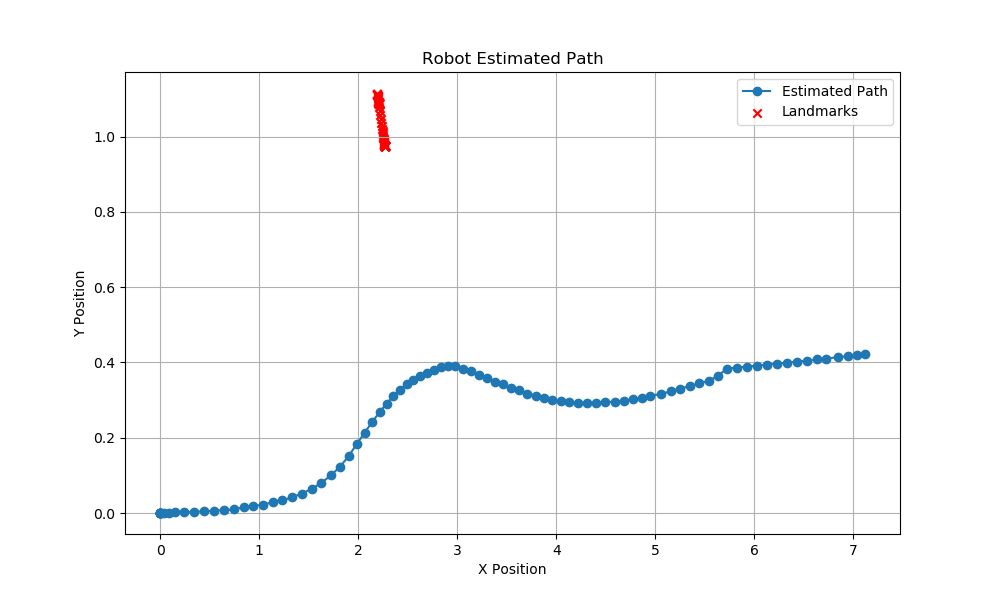 Robot Estimated Path
Estimated Path
Landmarks
1.0
0.8
0.6
0.4
0.2
0.0
Y Position
0 1 2 3 4 5 6 7
X Position